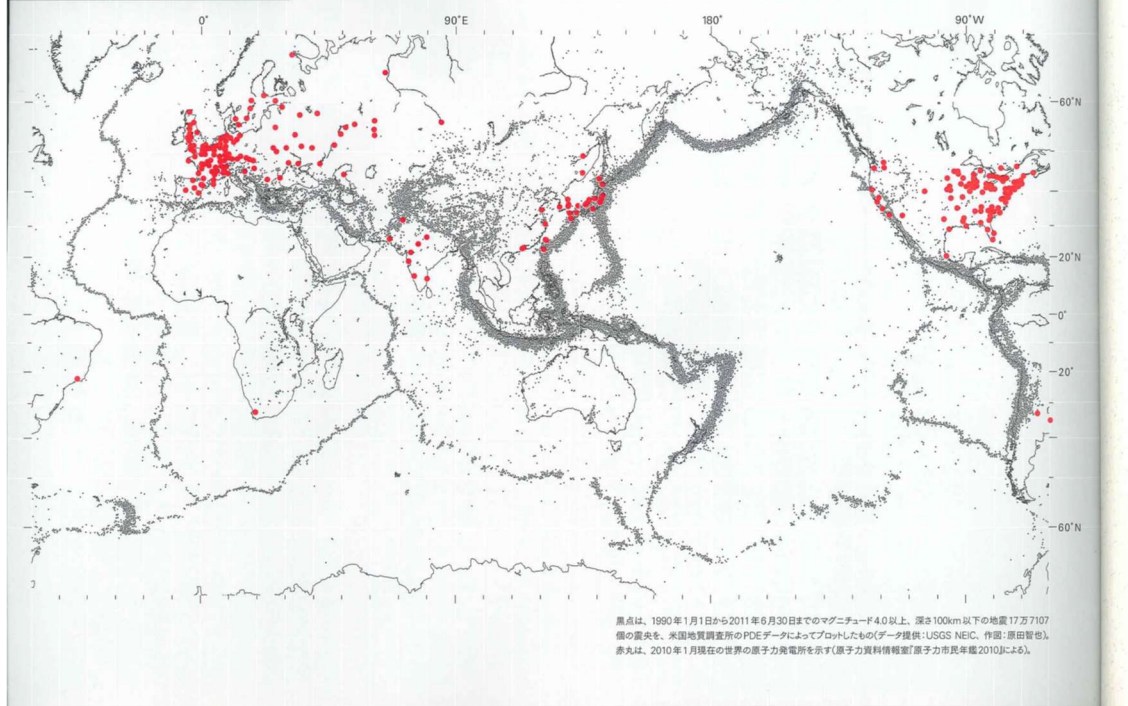 0°
90°E
180°
90°W
60°N
20°N
0°
20°
60°N
黒点は、1990年1月1日から2011年6月30日までのマグニチュード4.0以上、深さ100km以下の地震17万7107
個の震央を、米国地質調査所のPDEデータによってプロットしたもの(データ提供:USGS NEIC、作図:原田智也)。
赤丸は、2010年1月現在の世界の原子力発電所を示す(原子力資料情報室『原子力市民年鑑2010』による)。